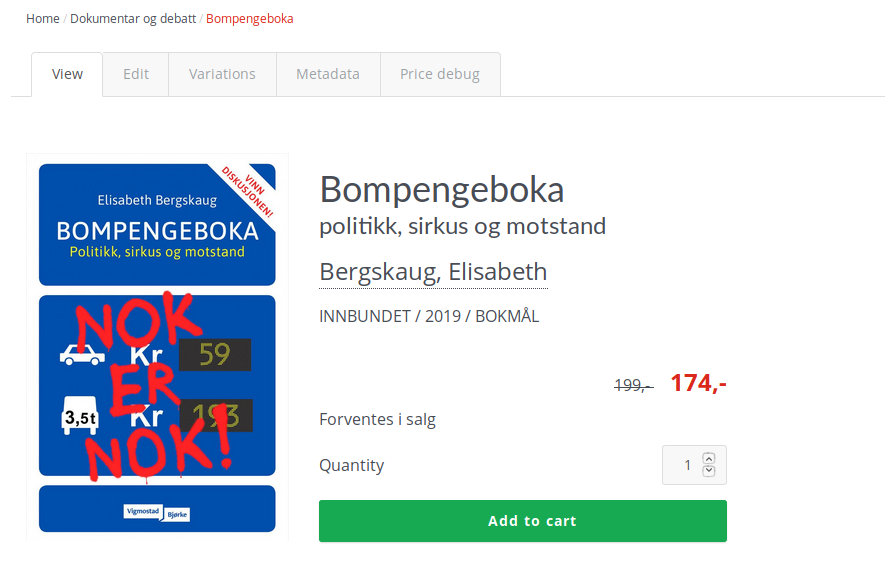 Home / Dokumentar og debatt / Bompengeboka
View Edit Variations Metadata Price debug
VINN
DISKUSJONEN!
Elisabeth Bergskaug
BOMPENGEBOKA
Politikk, sirkus og motstand
NOK
Kr 59
ER
3,5t Kr 193
NOK!
Vigmostad
Bjørke
Bompengeboka
politikk, sirkus og motstand
Bergskaug, Elisabeth
INNBUNDET / 2019 / BOKMÅL
199,- 174,-
Forventes i salg
Quantity 1
Add to cart